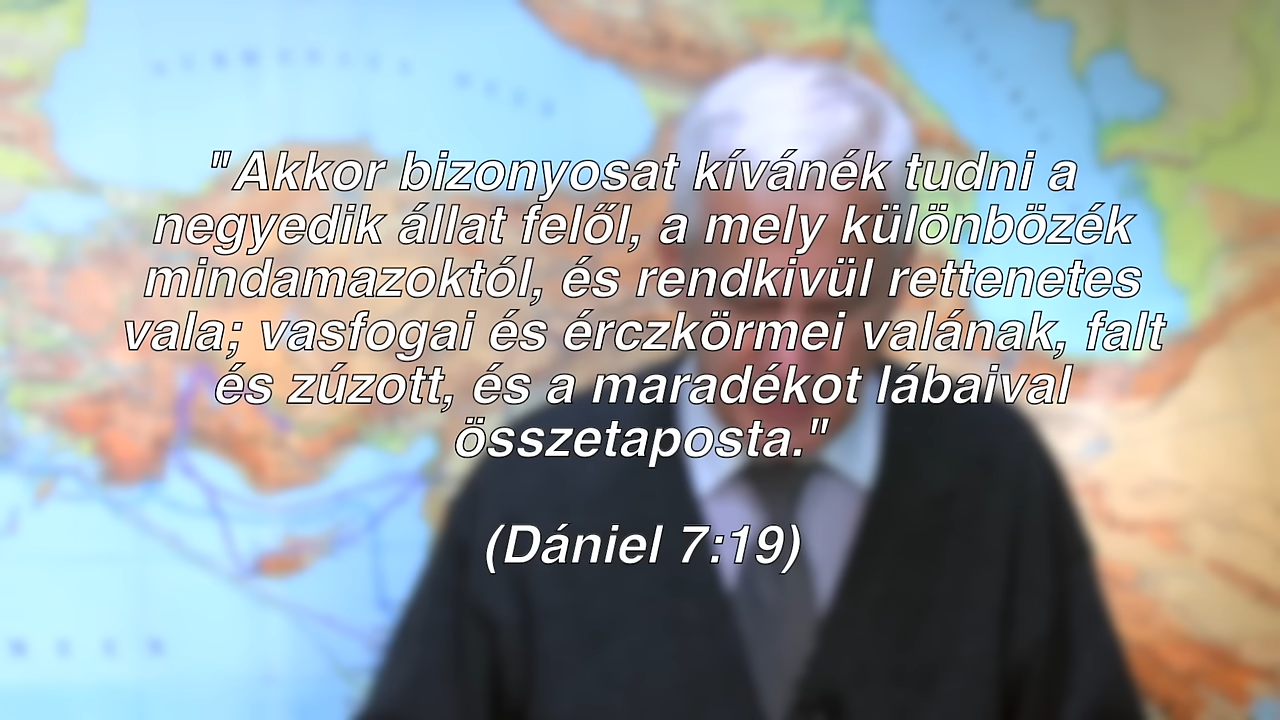 "Akkor bizonyosat kívánék tudni a
negyedik állat felől, a mely különbözék
mindamazoktól, és rendkivül rettenetes
vala; vasfogai és érczkörmei valának, falt
és zúzott, és a maradékot lábaival
összetaposta."
(Dániel 7:19)